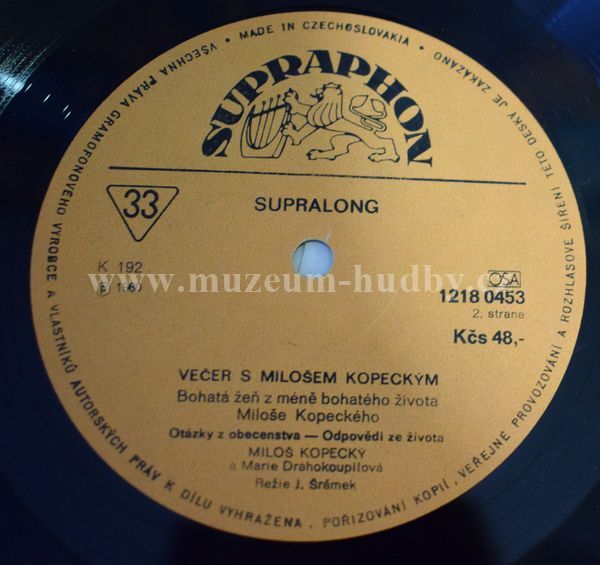 VŠECHNA PRÁVA GRAMOFONOVÉHO VÝROBCE A VLASTNÍKŮ AUTORSKÝCH PRÁV K DÍLU VYHRAŽENA. POŘIZOVÁNÍ KOPIÍ, VEŘEJNÉ PROVOZOVÁNÍ A ROZHLASOVÉ ŠÍŘENÍ TÉTO DESKY JE ZAKÁZÁNO • MADE IN CZECHOSLOVAKIA •
SUPRAPHON
33
SUPRALONG
K 192
www.muzeum-hudby.cz
OSA
1218 0453
2. strana
Kčs 48,-
VEČER S MILOŠEM KOPECKÝM
Bohatá žeň z méně bohatého života
Miloše Kopeckého
Otázky z obecenstva — Odpovědi ze života
MILOŠ KOPECKÝ
a Marie Drahokoupilová
Režie J. Šrámek